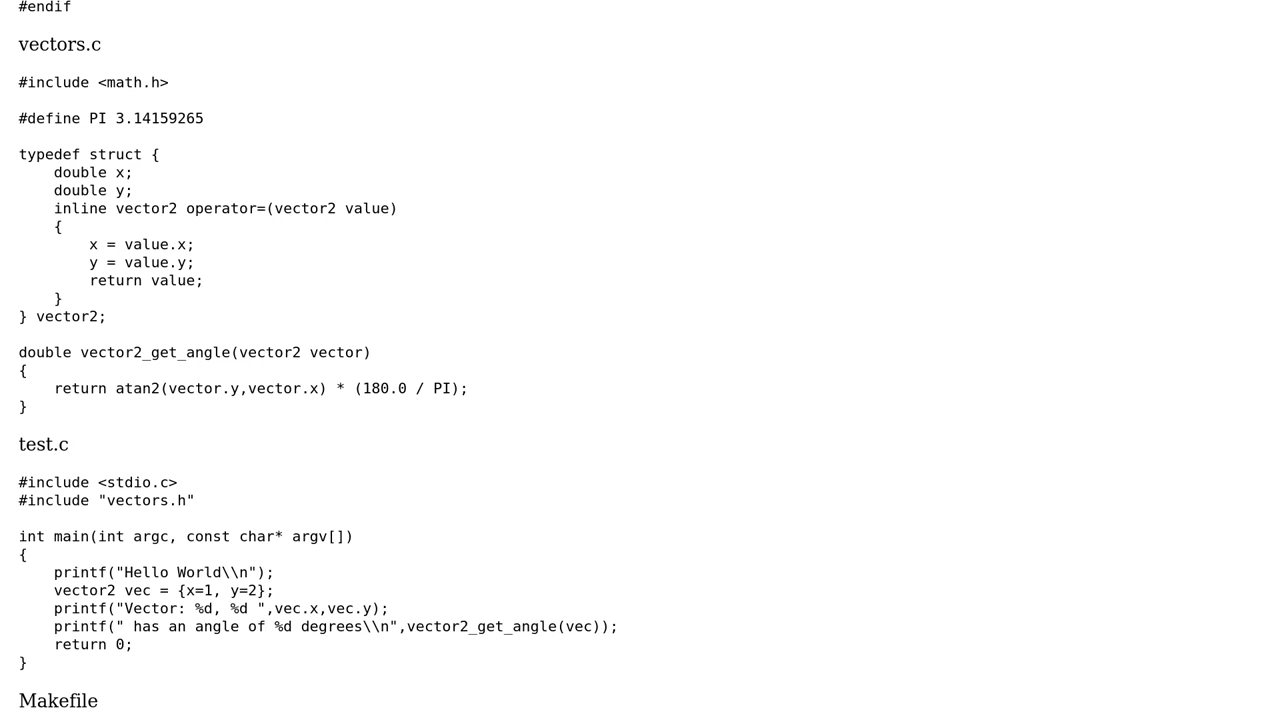 #endif
vectors.c
#include <math.h>
#define PI 3.14159265
typedef struct {
    double x;
    double y;
    inline vector2 operator=(vector2 value)
    {
        x = value.x;
        y = value.y;
        return value;
    }
} vector2;
double vector2_get_angle(vector2 vector)
{
    return atan2(vector.y,vector.x) * (180.0 / PI);
}
test.c
#include <stdio.c>
#include "vectors.h"
int main(int argc, const char* argv[])
{
    printf("Hello World\\n");
    vector2 vec = {x=1, y=2};
    printf("Vector: %d, %d ",vec.x,vec.y);
    printf(" has an angle of %d degrees\\n",vector2_get_angle(vec));
    return 0;
}
Makefile